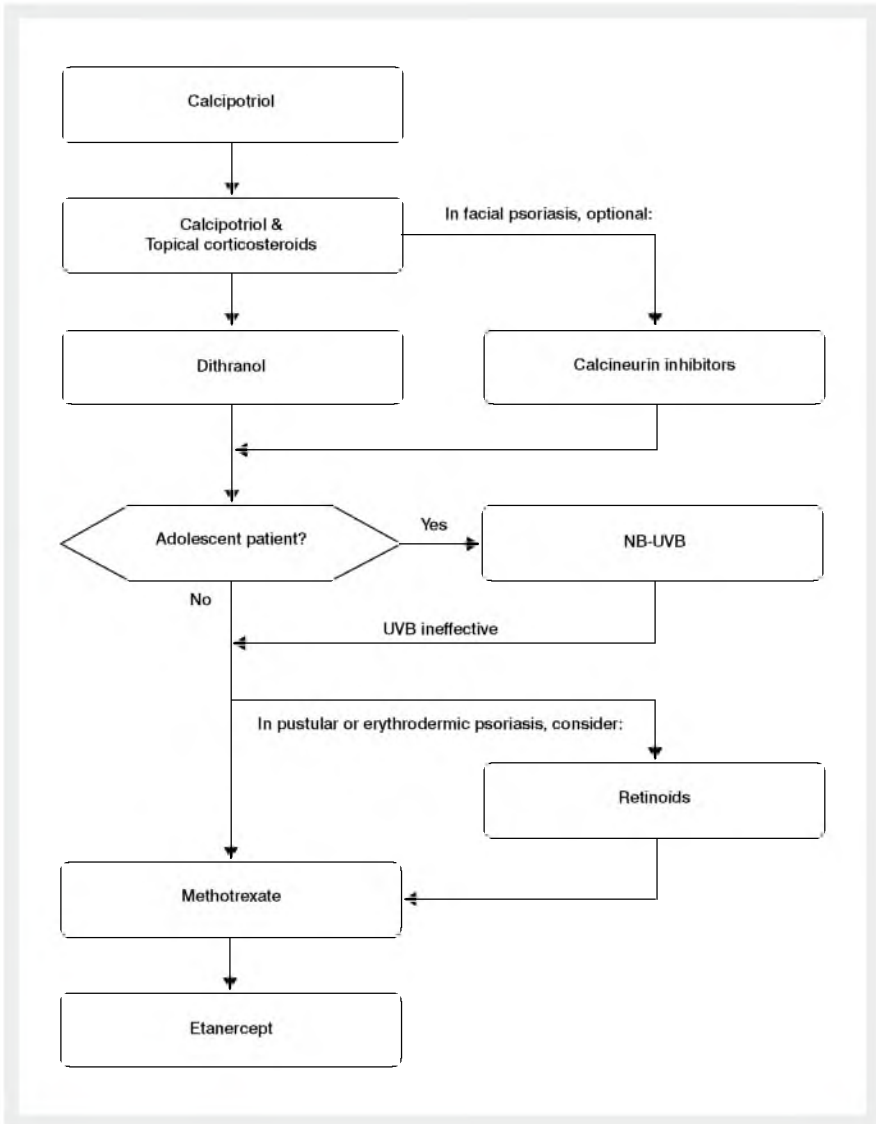 Calcipotriol
Calcipotriol &
Topical corticosteroids
In facial psoriasis, optional:
Dithranol
Calcineurin inhibitors
Adolescent patient?
Yes
NB-UVB
No
UVB ineffective
In pustular or erythrodermic psoriasis, consider:
Retinoids
Methotrexate
Etanercept